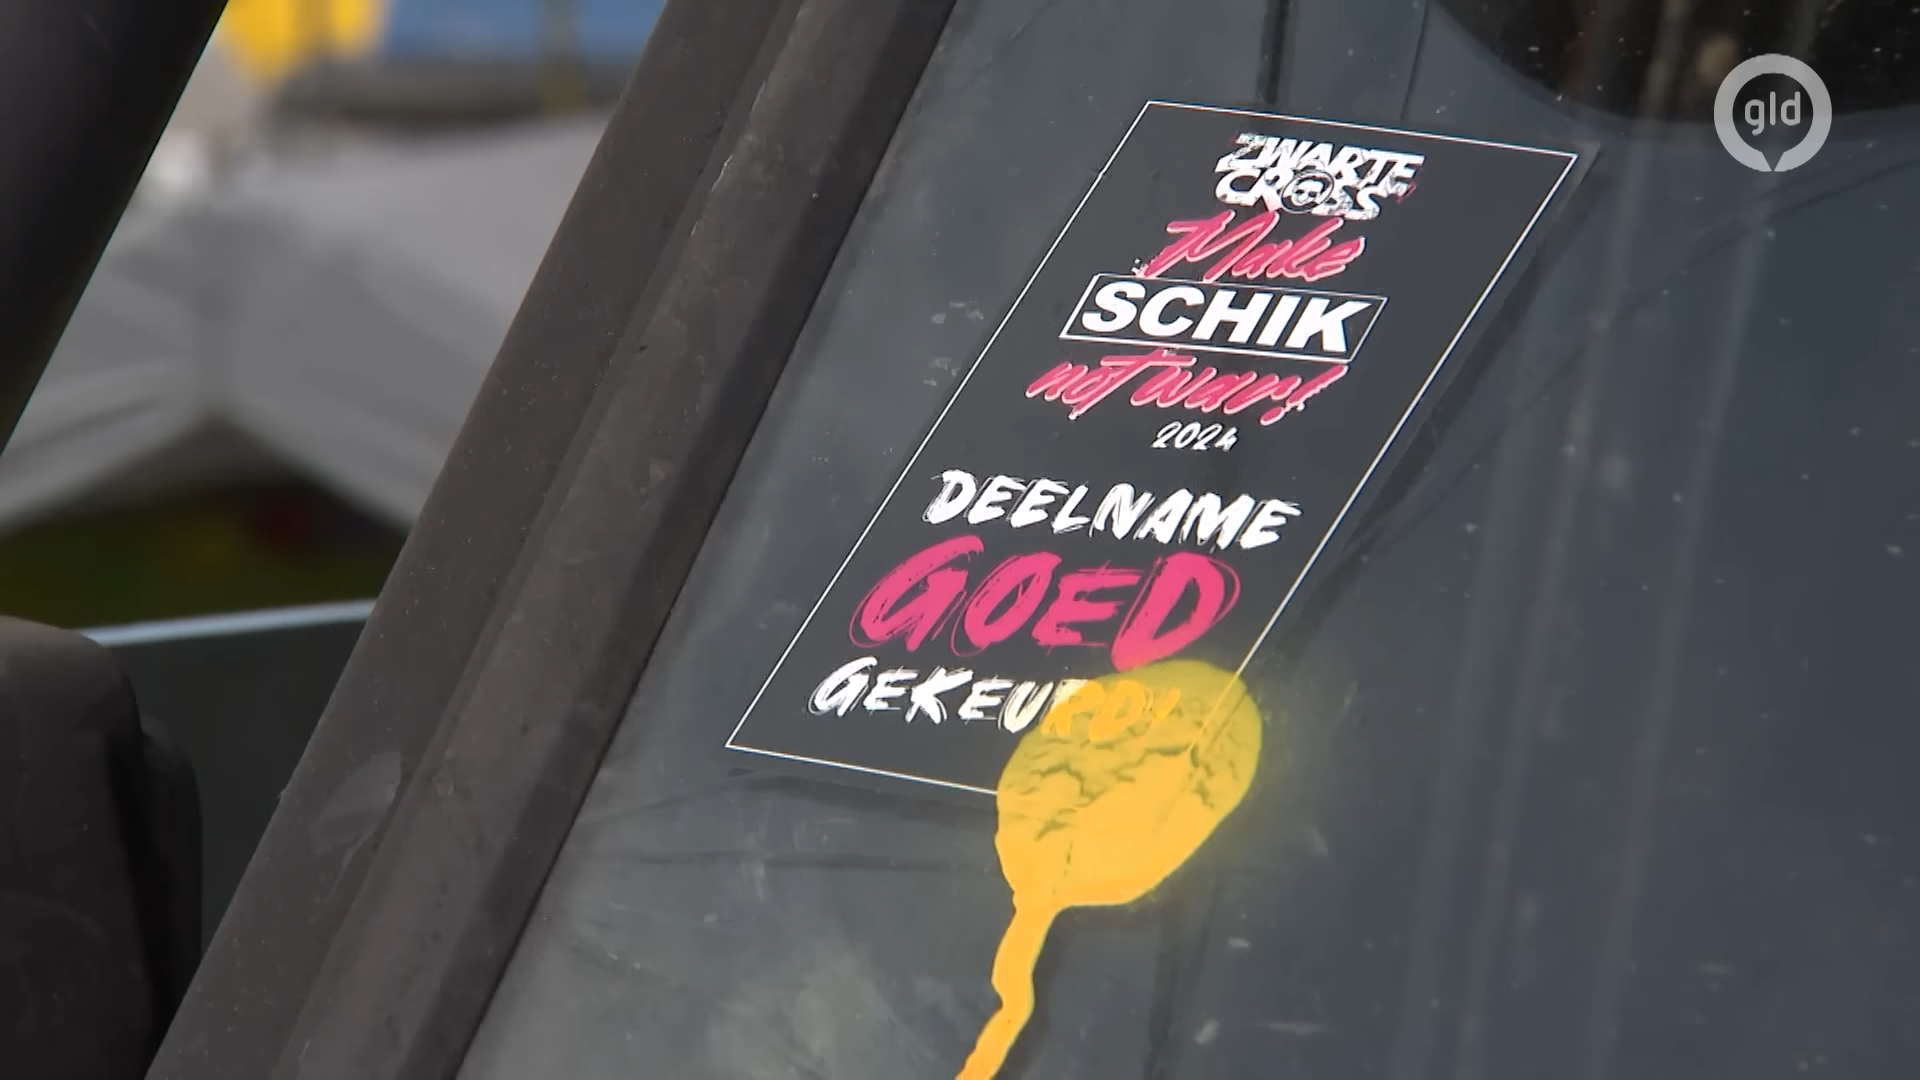 gld
ZWARTE
CROSS
Make
SCHIK
not war!
2024
DEELNAME
GOED
GEKEURD!